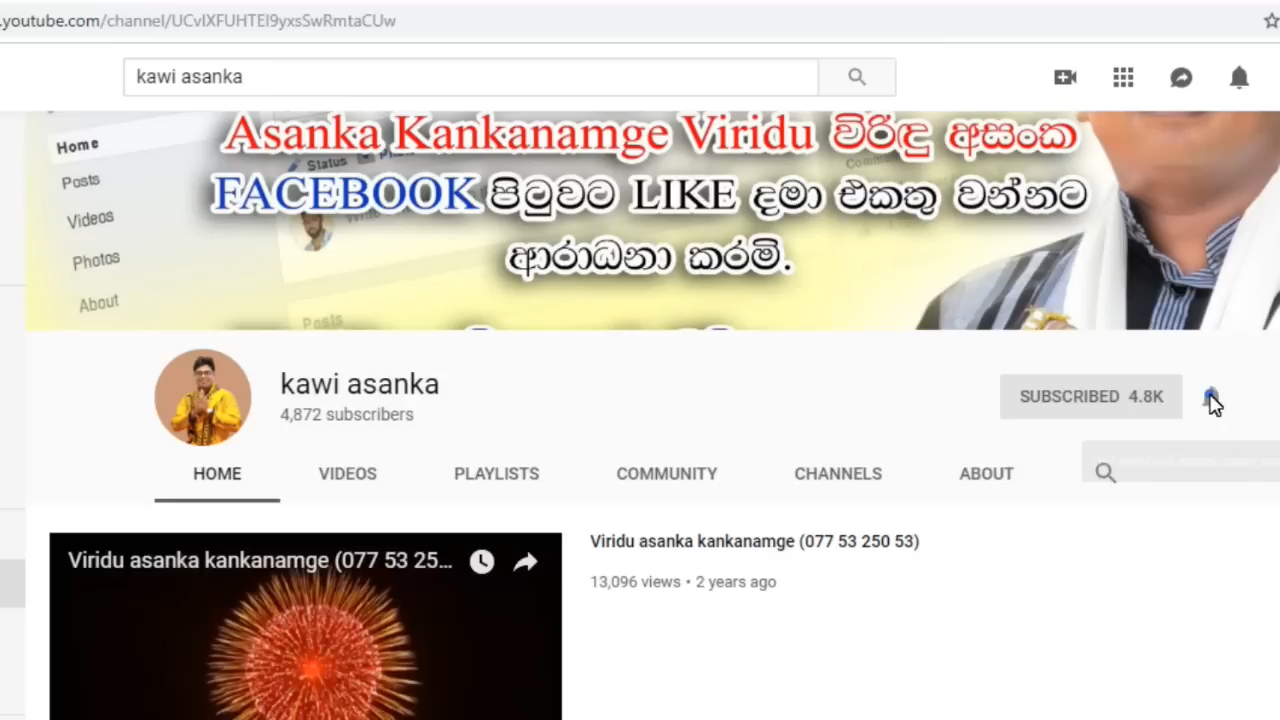 .youtube.com/channel/UCvIXFUHTEI9yxsSwRmtaCUw
kawi asanka
Asanka Kankanamge Viridu විරිඳු අසංක
FACEBOOK පිටුවට LIKE දමා එකතු වන්නට
ආරාධනා කරමි.
Home
Posts
Videos
Photos
About
Status
Posts
kawi asanka
4,872 subscribers
SUBSCRIBED 4.8K
HOME VIDEOS PLAYLISTS COMMUNITY CHANNELS ABOUT
Viridu asanka kankanamge (077 53 25...
Viridu asanka kankanamge (077 53 250 53)
13,096 views • 2 years ago